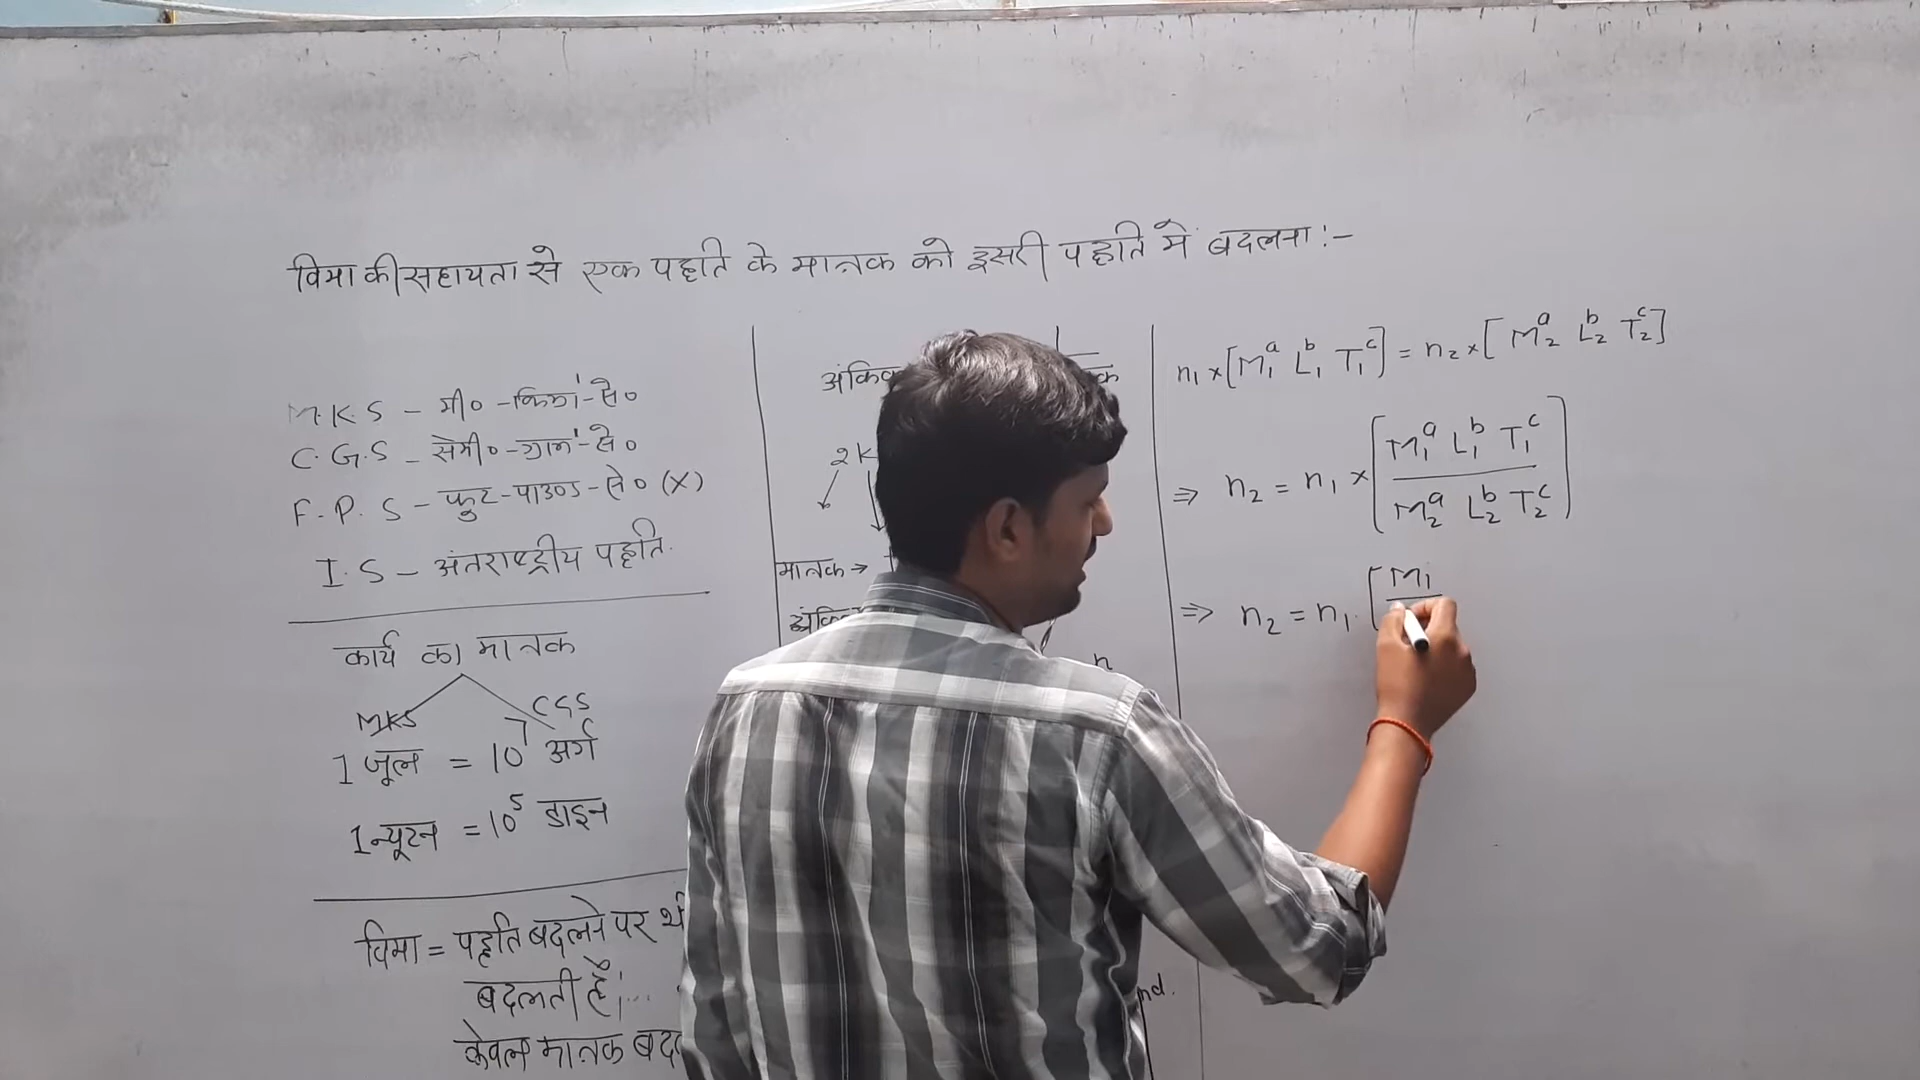 विमा की सहायता से एक पद्धति के मात्रक को दूसरी पद्धति में बदलना :-
M.K.S - मी० - किग्रा - से०
C.G.S - सेमी० - ग्राम - से०
F.P.S - फुट - पाउण्ड - से० (X)
I.S - अंतराष्ट्रीय पद्धति.
कार्य का मात्रक
MKS CGS
1 जूल = 10⁷ अर्ग
1 न्यूटन = 10⁵ डाइन
विमा = पद्धति बदलने पर
बदलती है।...
केवल मात्रक
2K
मात्रक →
n
nd.
n₁ × [M₁ᵃ L₁ᵇ T₁ᶜ] = n₂ × [M₂ᵃ L₂ᵇ T₂ᶜ]
⇒ n₂ = n₁ × [M₁ᵃ L₁ᵇ T₁ᶜ / M₂ᵃ L₂ᵇ T₂ᶜ]
⇒ n₂ = n₁ . [M₁